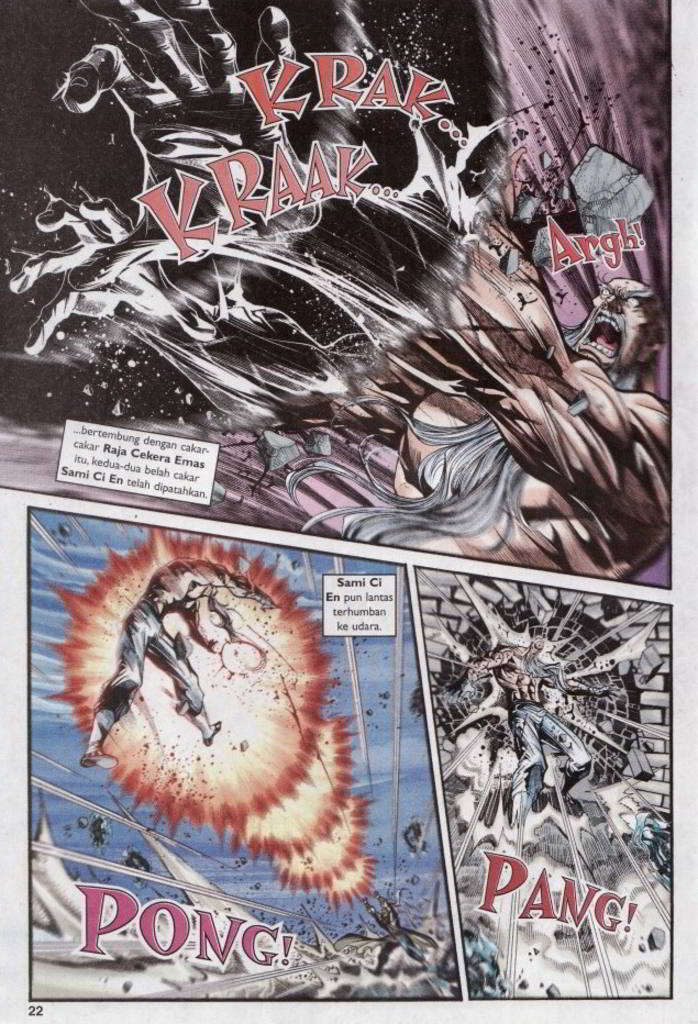 KRAK...
KRAAK...
Argh!
...bertembung dengan cakar-
cakar Raja Cekera Emas
itu, kedua-dua belah cakar
Sami Ci En telah dipatahkan.
Sami Ci
En pun lantas
terhumban
ke udara.
PONG!
PANG!
22